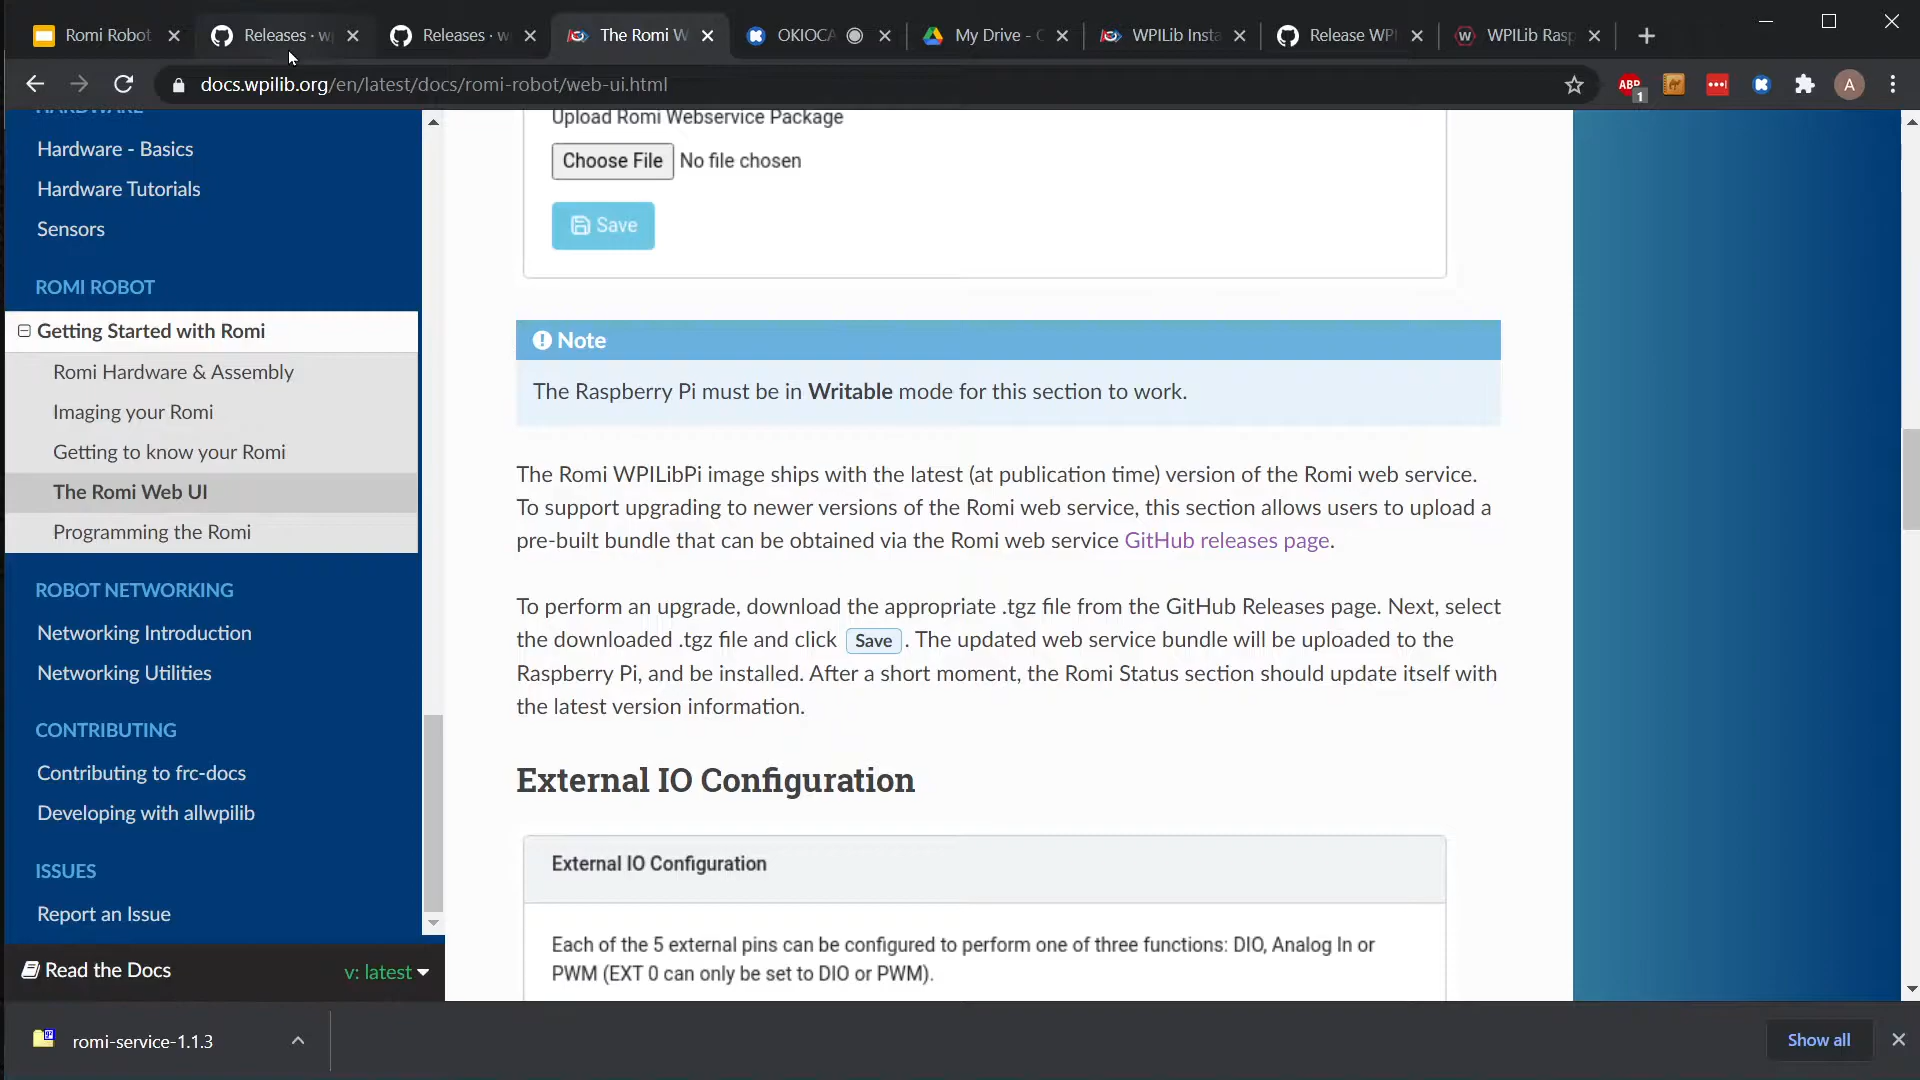 Romi Robot
Releases · w
Releases · w
The Romi W
OKIOCA
My Drive - 
WPILib Insta
Release WPI
WPILib Rasp
docs.wpilib.org/en/latest/docs/romi-robot/web-ui.html
ABP
1
A
HARDWARE
Hardware - Basics
Hardware Tutorials
Sensors
ROMI ROBOT
Getting Started with Romi
Romi Hardware & Assembly
Imaging your Romi
Getting to know your Romi
The Romi Web UI
Programming the Romi
ROBOT NETWORKING
Networking Introduction
Networking Utilities
CONTRIBUTING
Contributing to frc-docs
Developing with allwpilib
ISSUES
Report an Issue
Read the Docs
v: latest
Upload Romi Webservice Package
Choose File No file chosen
Save
Note
The Raspberry Pi must be in Writable mode for this section to work.
The Romi WPILibPi image ships with the latest (at publication time) version of the Romi web service.
To support upgrading to newer versions of the Romi web service, this section allows users to upload a
pre-built bundle that can be obtained via the Romi web service GitHub releases page.
To perform an upgrade, download the appropriate .tgz file from the GitHub Releases page. Next, select
the downloaded .tgz file and click Save . The updated web service bundle will be uploaded to the
Raspberry Pi, and be installed. After a short moment, the Romi Status section should update itself with
the latest version information.
External IO Configuration
External IO Configuration
Each of the 5 external pins can be configured to perform one of three functions: DIO, Analog In or
PWM (EXT 0 can only be set to DIO or PWM).
romi-service-1.1.3
Show all